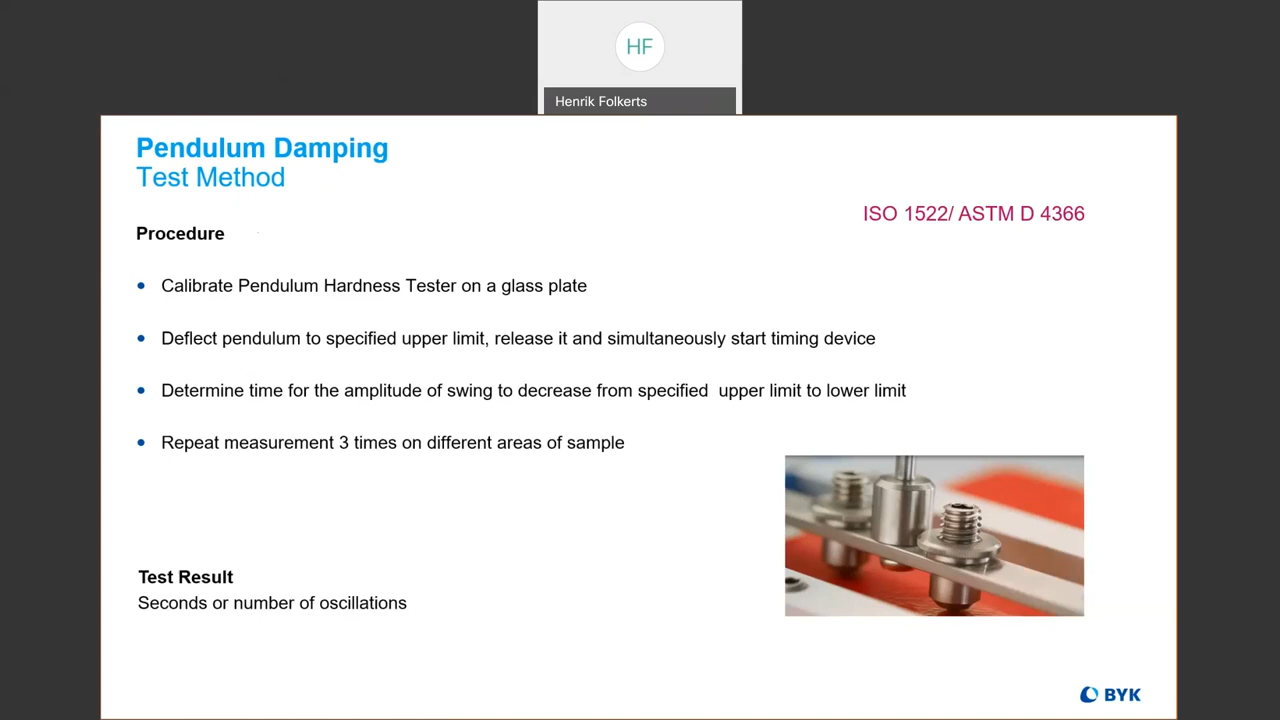 HF
Henrik Folkerts
Pendulum Damping
Test Method
ISO 1522/ ASTM D 4366
Procedure
Calibrate Pendulum Hardness Tester on a glass plate
Deflect pendulum to specified upper limit, release it and simultaneously start timing device
Determine time for the amplitude of swing to decrease from specified  upper limit to lower limit
Repeat measurement 3 times on different areas of sample
Test Result
Seconds or number of oscillations
BYK